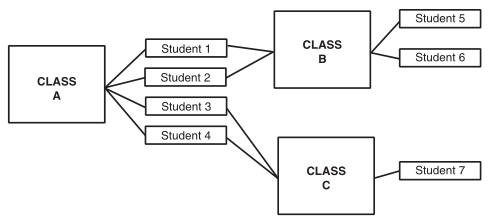 CLASS
A
Student 1
Student 2
Student 3
Student 4
CLASS
B
Student 5
Student 6
CLASS
C
Student 7